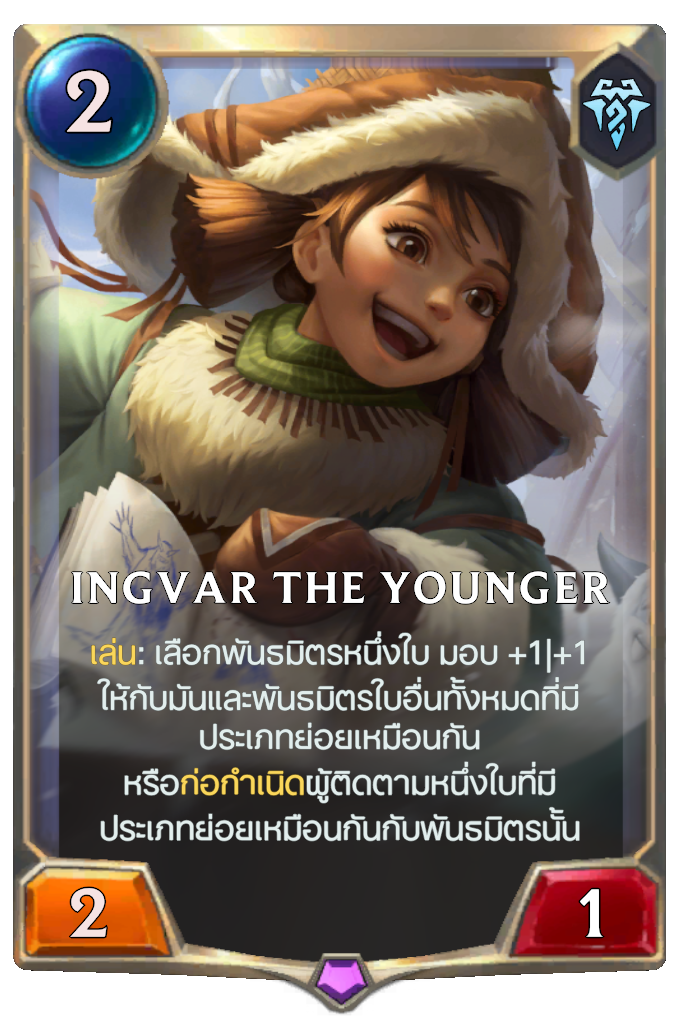 2
INGVAR THE YOUNGER
เล่น: เลือกพันธมิตรหนึ่งใบ มอบ +1|+1
ให้กับมันและพันธมิตรใบอื่นทั้งหมดที่มี
ประเภทย่อยเหมือนกัน
หรือก่อกำเนิดผู้ติดตามหนึ่งใบที่มี
ประเภทย่อยเหมือนกันกับพันธมิตรนั้น
2
1